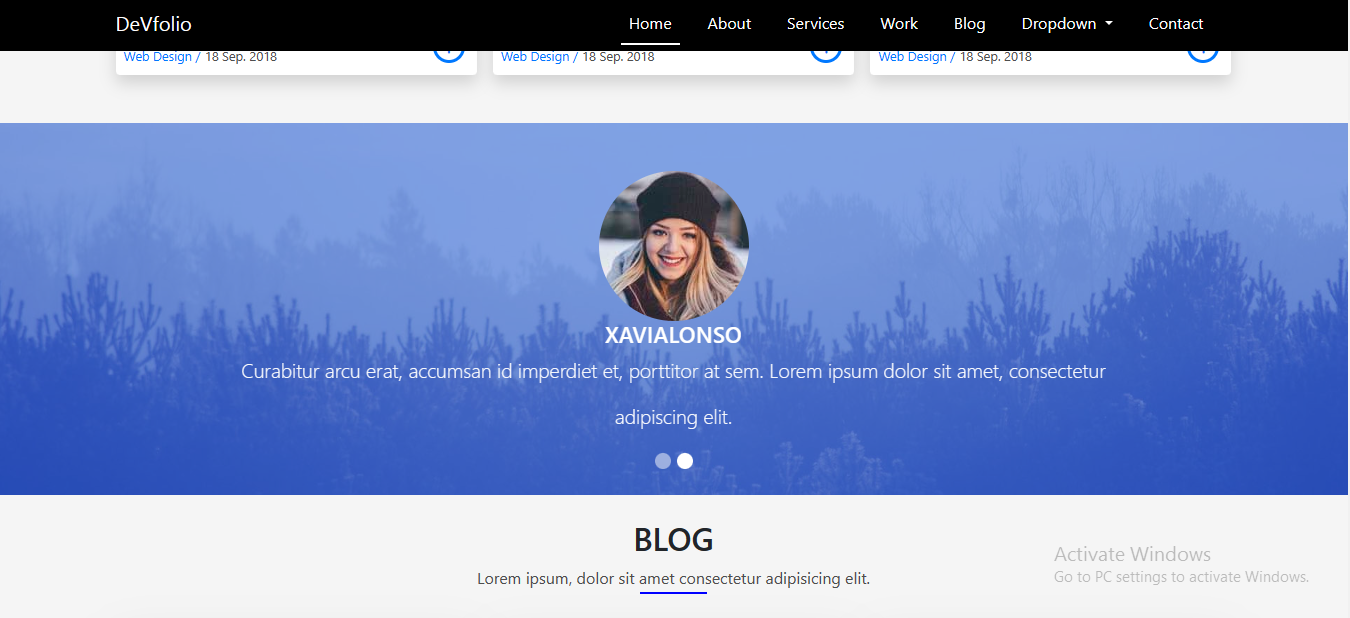 DeVfolio Home About Services Work Blog Dropdown Contact
Web Design / 18 Sep. 2018 Web Design / 18 Sep. 2018 Web Design / 18 Sep. 2018
XAVIALONSO
Curabitur arcu erat, accumsan id imperdiet et, porttitor at sem. Lorem ipsum dolor sit amet, consectetur
adipiscing elit.
BLOG
Lorem ipsum, dolor sit amet consectetur adipisicing elit.
Activate Windows
Go to PC settings to activate Windows.